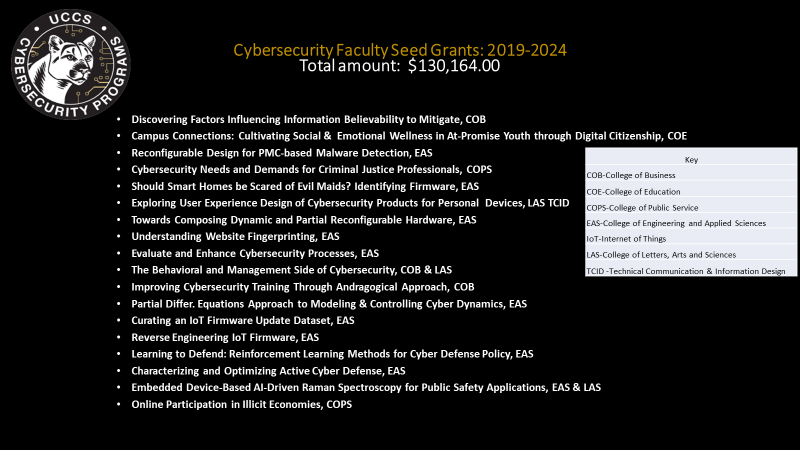 UCCS
CYBERSECURITY PROGRAMS
Cybersecurity Faculty Seed Grants: 2019-2024
Total amount: $130,164.00
• Discovering Factors Influencing Information Believability to Mitigate, COB
• Campus Connections: Cultivating Social & Emotional Wellness in At-Promise Youth through Digital Citizenship, COE
• Reconfigurable Design for PMC-based Malware Detection, EAS
• Cybersecurity Needs and Demands for Criminal Justice Professionals, COPS
• Should Smart Homes be Scared of Evil Maids? Identifying Firmware, EAS
• Exploring User Experience Design of Cybersecurity Products for Personal Devices, LAS TCID
• Towards Composing Dynamic and Partial Reconfigurable Hardware, EAS
• Understanding Website Fingerprinting, EAS
• Evaluate and Enhance Cybersecurity Processes, EAS
• The Behavioral and Management Side of Cybersecurity, COB & LAS
• Improving Cybersecurity Training Through Andragogical Approach, COB
• Partial Differ. Equations Approach to Modeling & Controlling Cyber Dynamics, EAS
• Curating an IoT Firmware Update Dataset, EAS
• Reverse Engineering IoT Firmware, EAS
• Learning to Defend: Reinforcement Learning Methods for Cyber Defense Policy, EAS
• Characterizing and Optimizing Active Cyber Defense, EAS
• Embedded Device-Based AI-Driven Raman Spectroscopy for Public Safety Applications, EAS & LAS
• Online Participation in Illicit Economies, COPS
Key
COB-College of Business
COE-College of Education
COPS-College of Public Service
EAS-College of Engineering and Applied Sciences
IoT-Internet of Things
LAS-College of Letters, Arts and Sciences
TCID -Technical Communication & Information Design